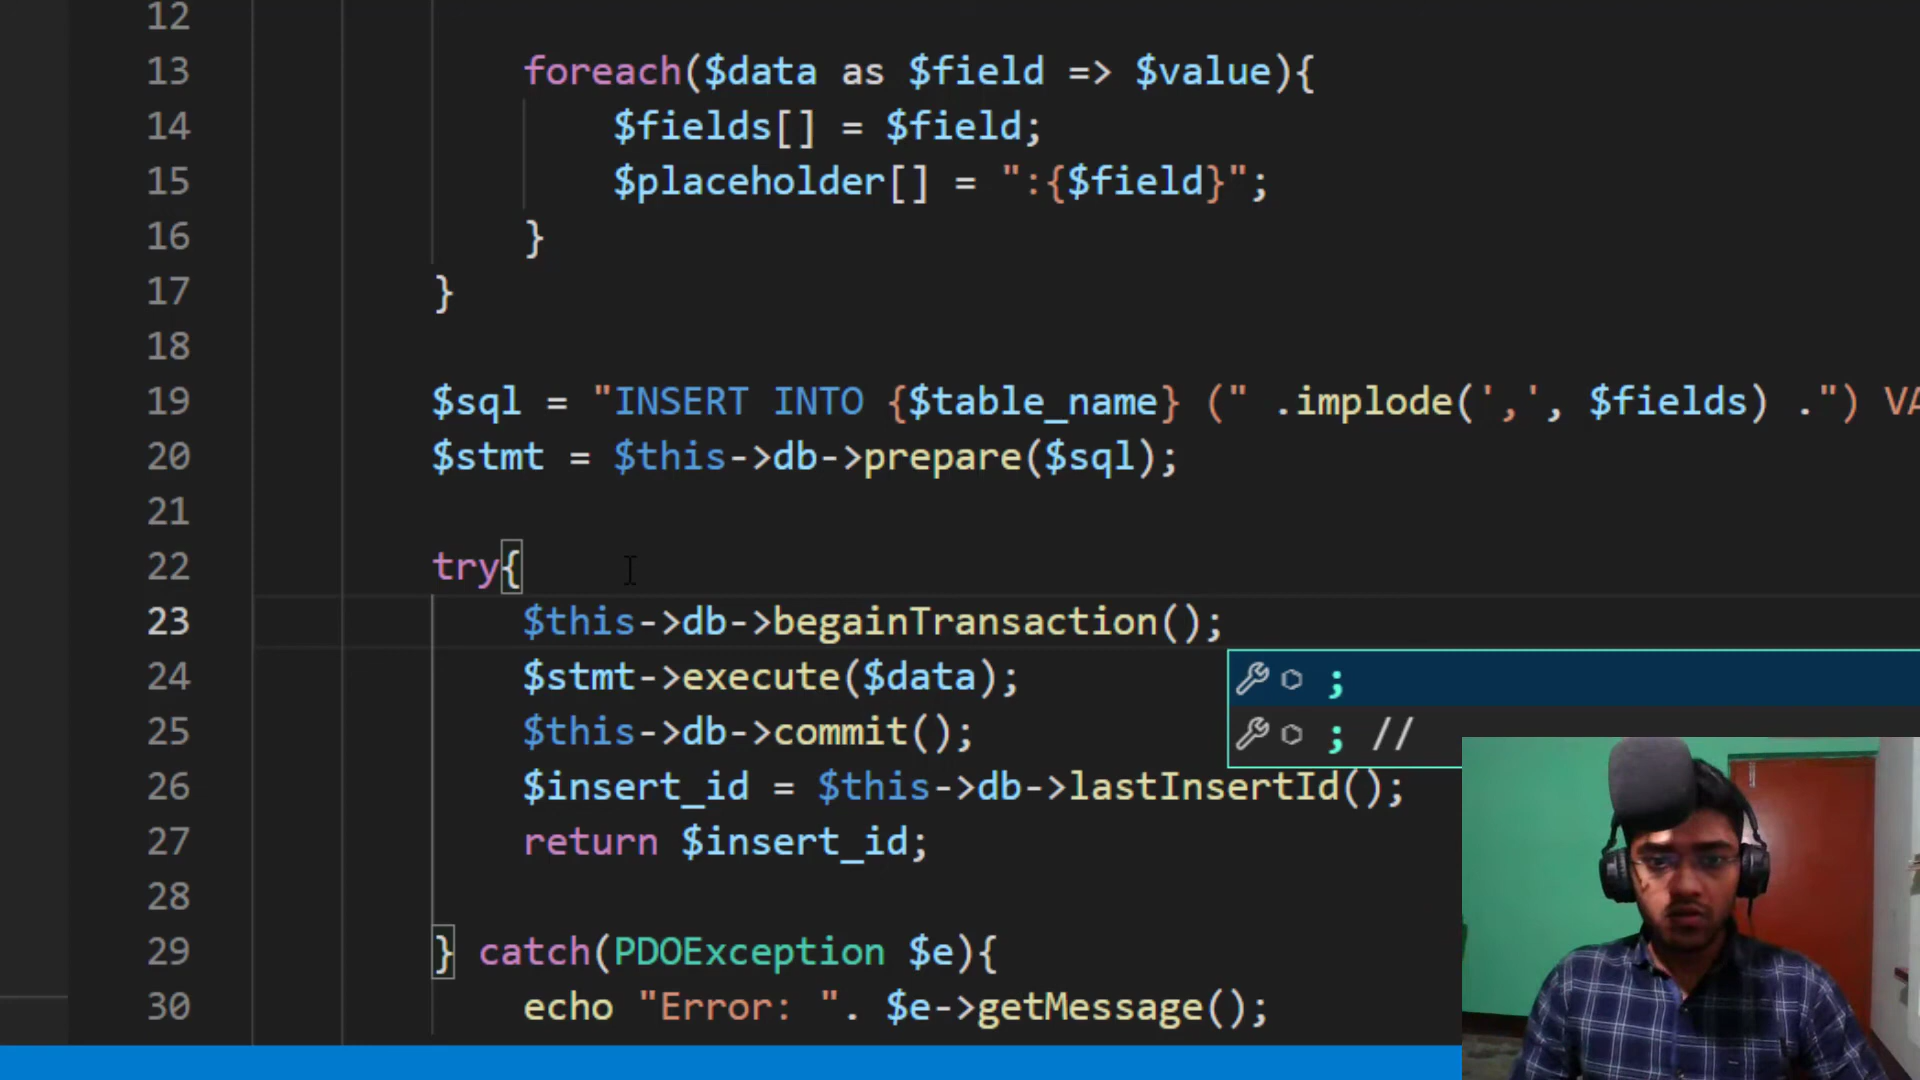 12
13 foreach($data as $field => $value){
14 $fields[] = $field;
15 $placeholder[] = ":{$field}";
16 }
17 }
18
19 $sql = "INSERT INTO {$table_name} (" .implode(',', $fields) .") VA
20 $stmt = $this->db->prepare($sql);
21
22 try{
23 $this->db->begainTransaction();
24 $stmt->execute($data); ;
25 $this->db->commit(); ; //
26 $insert_id = $this->db->lastInsertId();
27 return $insert_id;
28
29 } catch(PDOException $e){
30 echo "Error: ". $e->getMessage();